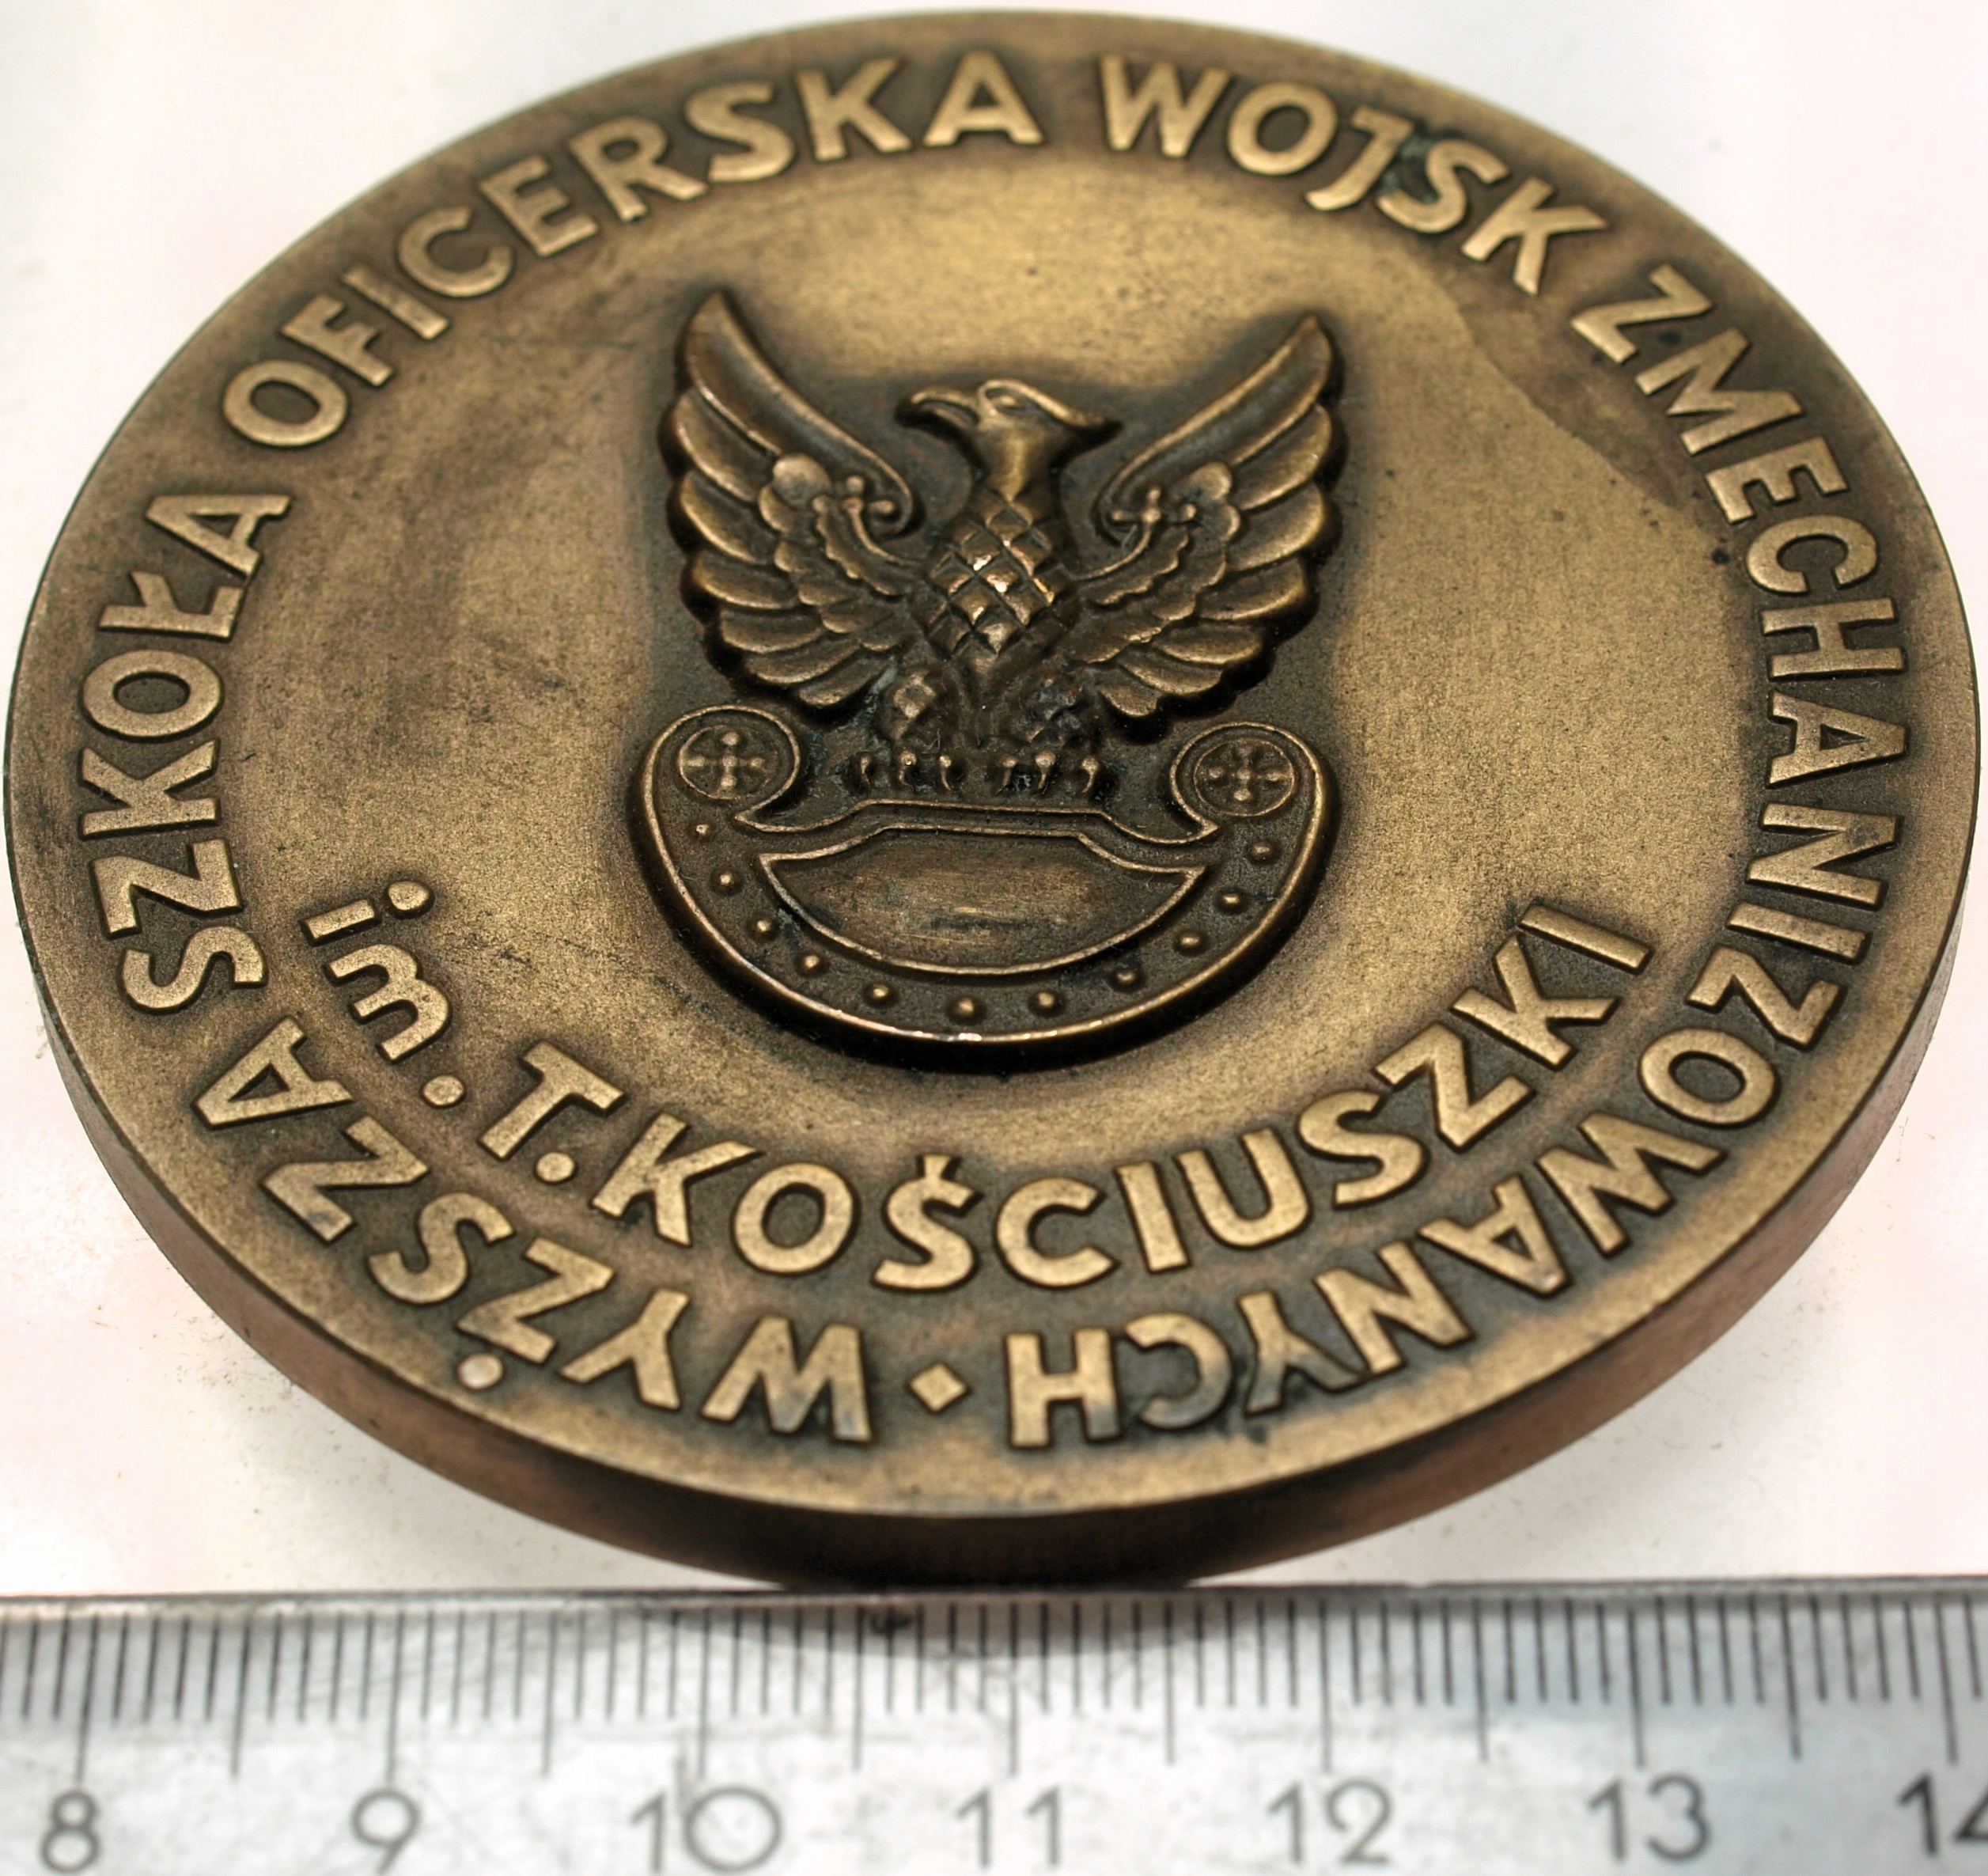 WYŻSZA SZKOŁA OFICERSKA WOJSK ZMECHANIZOWANYCH
im. T. KOŚCIUSZKI
8 9 10 11 12 13 14